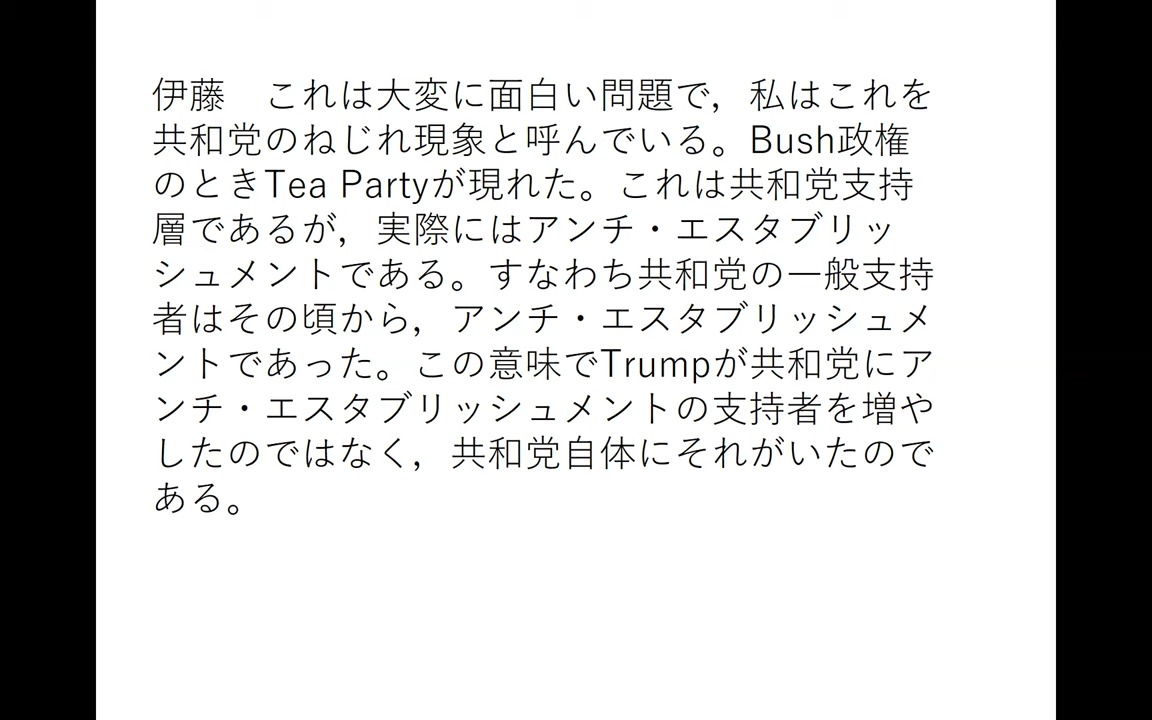 伊藤　これは大変に面白い問題で，私はこれを
共和党のねじれ現象と呼んでいる。Bush政権
のときTea Partyが現れた。これは共和党支持
層であるが，実際にはアンチ・エスタブリッ
シュメントである。すなわち共和党の一般支持
者はその頃から，アンチ・エスタブリッシュメ
ントであった。この意味でTrumpが共和党にア
ンチ・エスタブリッシュメントの支持者を増や
したのではなく，共和党自体にそれがいたので
ある。